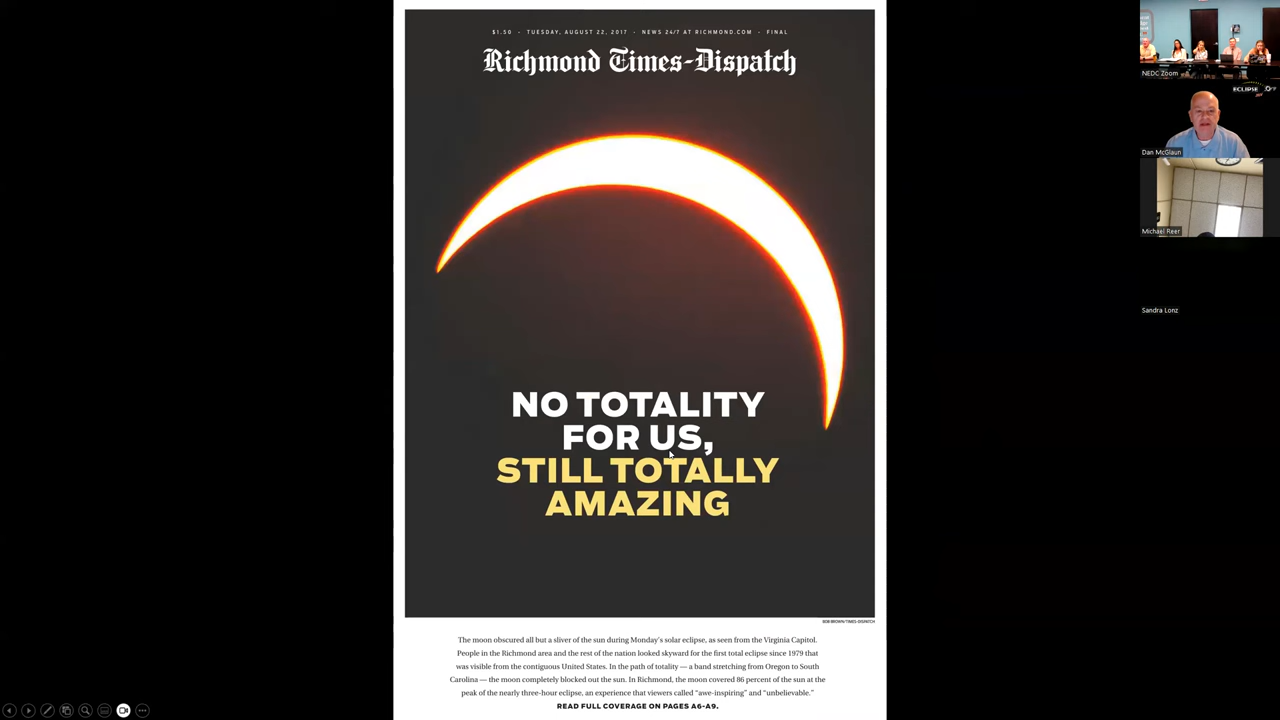 $1.50 - TUESDAY, AUGUST 22, 2017 - NEWS 24/7 AT RICHMOND.COM - FINAL
Richmond Times-Dispatch
NO TOTALITY
FOR US,
STILL TOTALLY
AMAZING
BOB BROWN/TIMES-DISPATCH
The moon obscured all but a sliver of the sun during Monday's solar eclipse, as seen from the Virginia Capitol.
People in the Richmond area and the rest of the nation looked skyward for the first total eclipse since 1979 that
was visible from the contiguous United States. In the path of totality — a band stretching from Oregon to South
Carolina — the moon completely blocked out the sun. In Richmond, the moon covered 86 percent of the sun at the
peak of the nearly three-hour eclipse, an experience that viewers called "awe-inspiring" and "unbelievable."
READ FULL COVERAGE ON PAGES A6-A9.
NEDC Zoom
ECLIPSE
Dan McGlaun
Michael Reer
Sandra Lonz